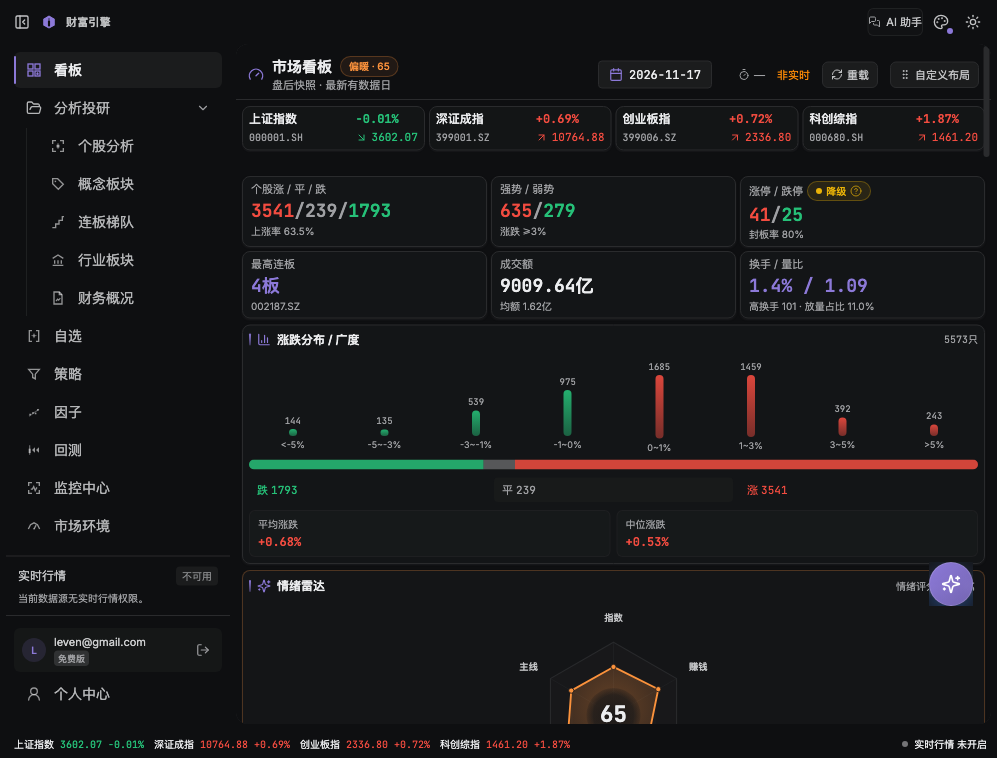 财富引擎
AI 助手
看板
分析投研
个股分析
概念板块
连板梯队
行业板块
财务概况
自选
策略
因子
回测
监控中心
市场环境
实时行情 不可用
当前数据源无实时行情权限。
L leven@gmail.com
免费版
个人中心
市场看板 偏暖 · 65
盘后快照 · 最新有数据日
2026-11-17
— 非实时
重载
自定义布局
上证指数 -0.01%
000001.SH 3602.07
深证成指 +0.69%
399001.SZ 10764.88
创业板指 +0.72%
399006.SZ 2336.80
科创综指 +1.87%
000680.SH 1461.20
个股涨 / 平 / 跌
3541/239/1793
上涨率 63.5%
强势 / 弱势
635/279
涨跌 ≥3%
涨停 / 跌停 降级
41/25
封板率 80%
最高连板
4板
002187.SZ
成交额
9009.64亿
均额 1.62亿
换手 / 量比
1.4% / 1.09
高换手 101 · 放量占比 11.0%
涨跌分布 / 广度 5573只
144 135 539 975 1685 1459 392 243
<-5% -5~-3% -3~-1% -1~0% 0~1% 1~3% 3~5% >5%
跌 1793 平 239 涨 3541
平均涨跌
+0.68%
中位涨跌
+0.53%
情绪雷达
指数
主线 赚钱
65
上证指数 3602.07 -0.01% 深证成指 10764.88 +0.69% 创业板指 2336.80 +0.72% 科创综指 1461.20 +1.87%
实时行情 未开启